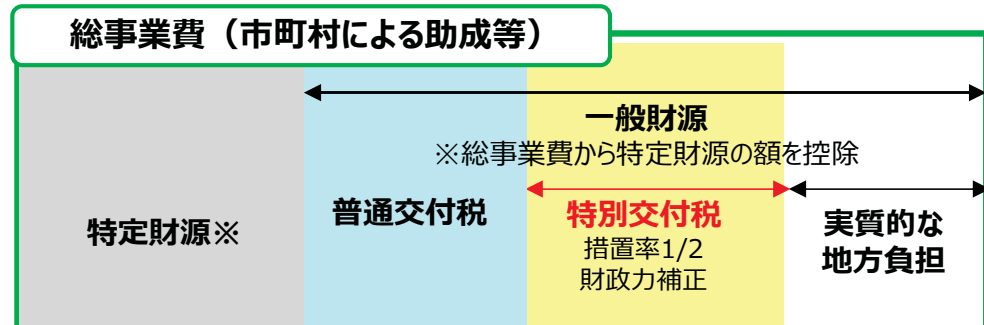 総事業費（市町村による助成等）
一般財源
※総事業費から特定財源の額を控除
特定財源※
普通交付税
特別交付税
措置率1/2
財政力補正
実質的な
地方負担